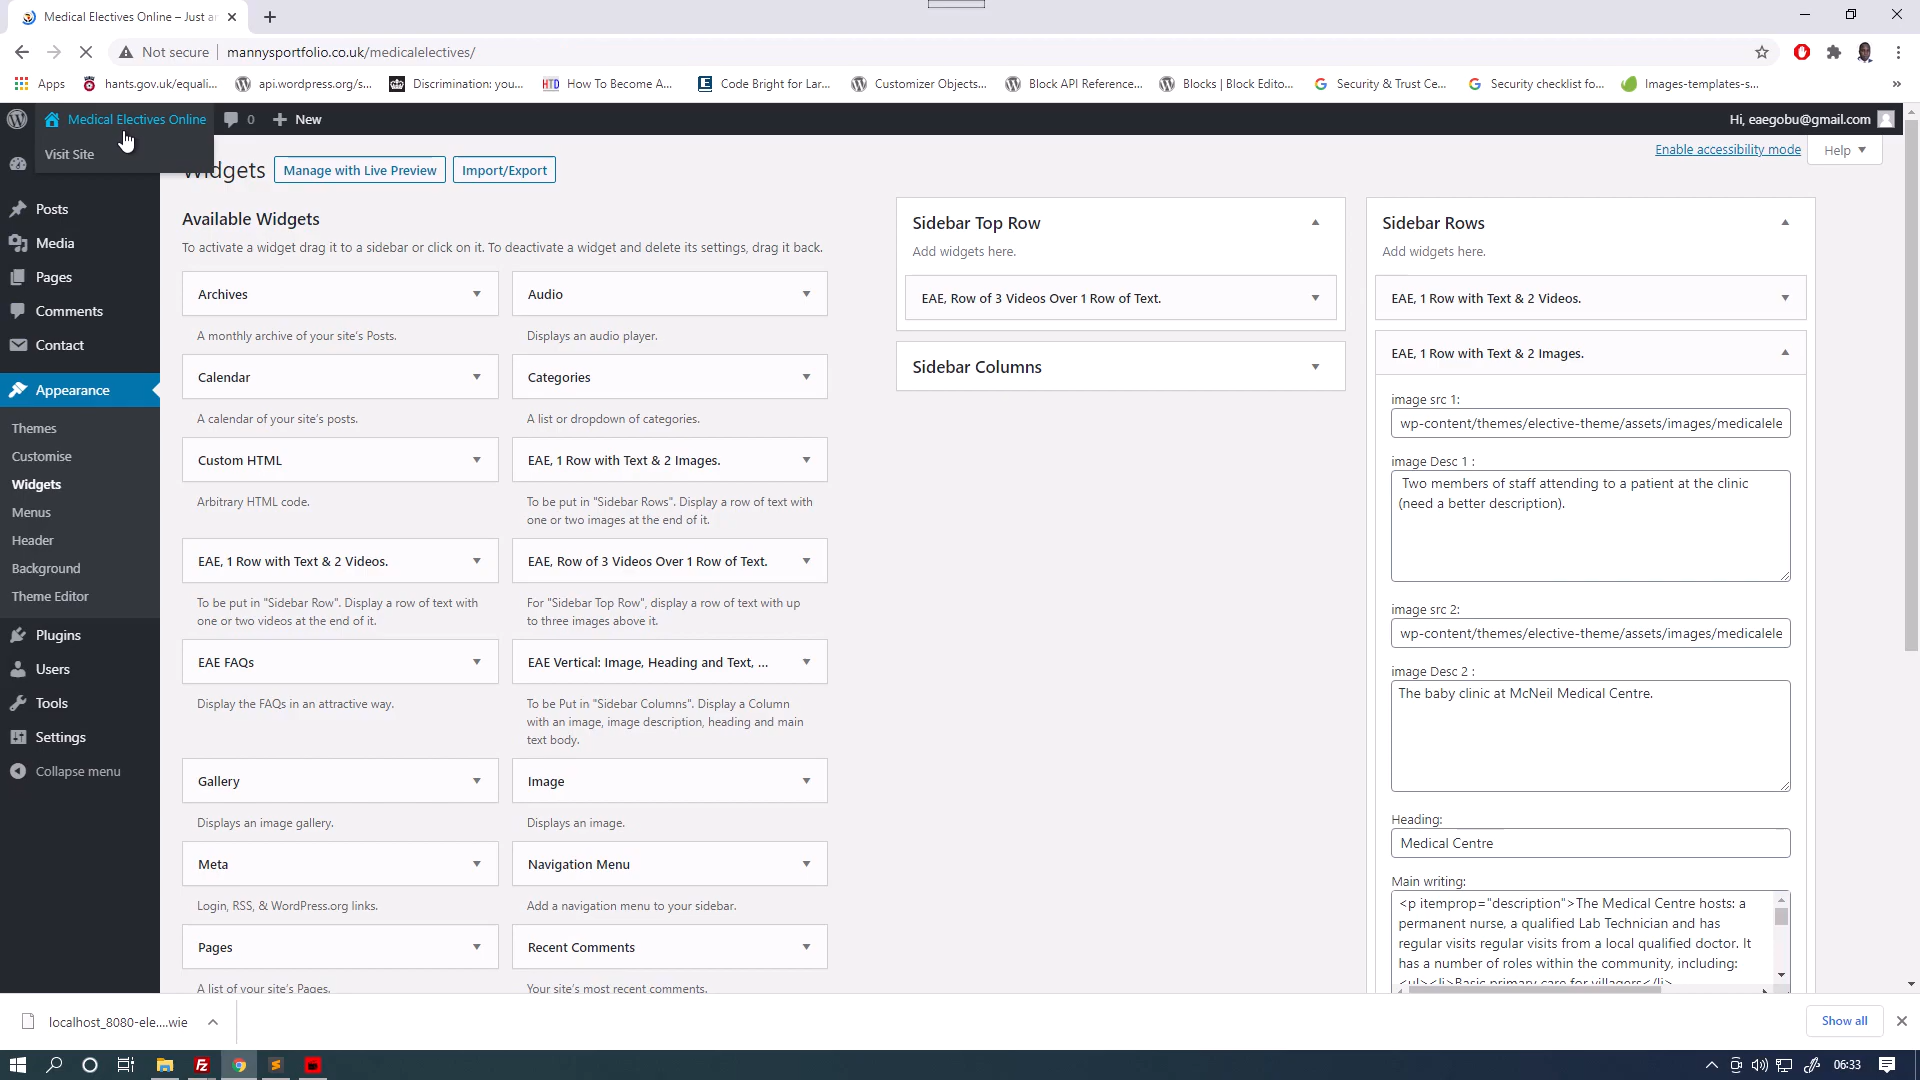 Medical Electives Online – Just a
Not secure
mannysportfolio.co.uk/medicalelectives/
Apps
hants.gov.uk/equali...
api.wordpress.org/s...
Discrimination: you...
HTD
How To Become A...
Code Bright for Lar...
Customizer Objects...
Block API Reference...
Blocks | Block Edito...
Security & Trust Ce...
Security checklist fo...
Images-templates-s...
»
Medical Electives Online
0
New
Hi, eaegobu@gmail.com
Visit Site
Widgets
Manage with Live Preview
Import/Export
Enable accessibility mode
Help
Posts
Media
Pages
Comments
Contact
Appearance
Themes
Customise
Widgets
Menus
Header
Background
Theme Editor
Plugins
Users
Tools
Settings
Collapse menu
Available Widgets
To activate a widget drag it to a sidebar or click on it. To deactivate a widget and delete its settings, drag it back.
Archives
A monthly archive of your site's Posts.
Audio
Displays an audio player.
Calendar
A calendar of your site's posts.
Categories
A list or dropdown of categories.
Custom HTML
Arbitrary HTML code.
EAE, 1 Row with Text & 2 Images.
To be put in "Sidebar Rows". Display a row of text with
one or two images at the end of it.
EAE, 1 Row with Text & 2 Videos.
To be put in "Sidebar Row". Display a row of text with
one or two videos at the end of it.
EAE, Row of 3 Videos Over 1 Row of Text.
For "Sidebar Top Row", display a row of text with up
to three images above it.
EAE FAQs
Display the FAQs in an attractive way.
EAE Vertical: Image, Heading and Text, ...
To be Put in "Sidebar Columns". Display a Column
with an image, image description, heading and main
text body.
Gallery
Displays an image gallery.
Image
Displays an image.
Meta
Login, RSS, & WordPress.org links.
Navigation Menu
Add a navigation menu to your sidebar.
Pages
A list of your site's Pages.
Recent Comments
Your site's most recent comments.
Sidebar Top Row
Add widgets here.
EAE, Row of 3 Videos Over 1 Row of Text.
Sidebar Columns
Sidebar Rows
Add widgets here.
EAE, 1 Row with Text & 2 Videos.
EAE, 1 Row with Text & 2 Images.
image src 1:
wp-content/themes/elective-theme/assets/images/medicalele
image Desc 1 :
Two members of staff attending to a patient at the clinic
(need a better description).
image src 2:
wp-content/themes/elective-theme/assets/images/medicalele
image Desc 2 :
The baby clinic at McNeil Medical Centre.
Heading:
Medical Centre
Main writing:
<p itemprop="description">The Medical Centre hosts: a
permanent nurse, a qualified Lab Technician and has
regular visits regular visits from a local qualified doctor. It
has a number of roles within the community, including:
<ul><li>Basic primary care for villagers</li>
localhost_8080-ele....wie
Show all
06:33